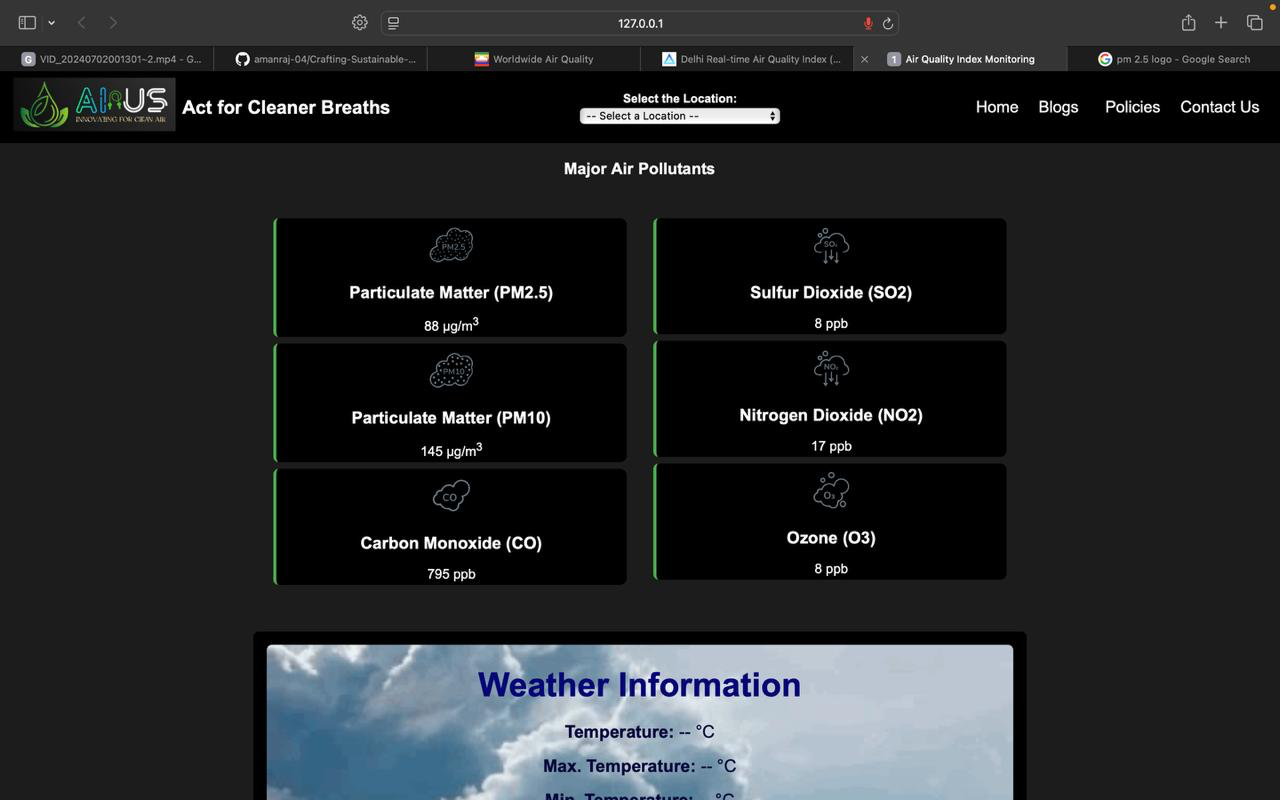 127.0.0.1
VID_20240702001301~2.mp4 - G...
amanraj-04/Crafting-Sustainable-...
Worldwide Air Quality
Delhi Real-time Air Quality Index (...
1 Air Quality Index Monitoring
pm 2.5 logo - Google Search
AIRUS
INNOVATING FOR CLEAN AIR
Act for Cleaner Breaths
Select the Location:
-- Select a Location --
Home Blogs Policies Contact Us
Major Air Pollutants
PM2.5
Particulate Matter (PM2.5)
88 µg/m³
SO₂
Sulfur Dioxide (SO2)
8 ppb
PM10
Particulate Matter (PM10)
145 µg/m³
NO₂
Nitrogen Dioxide (NO2)
17 ppb
CO
Carbon Monoxide (CO)
795 ppb
O₃
Ozone (O3)
8 ppb
Weather Information
Temperature: -- °C
Max. Temperature: -- °C
Min. Temperature: -- °C